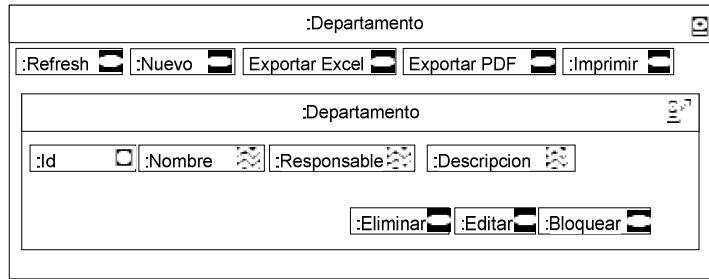 :Departamento
:Refresh :Nuevo Exportar Excel Exportar PDF :Imprimir
:Departamento
:Id :Nombre :Responsable :Descripcion
:Eliminar :Editar :Bloquear